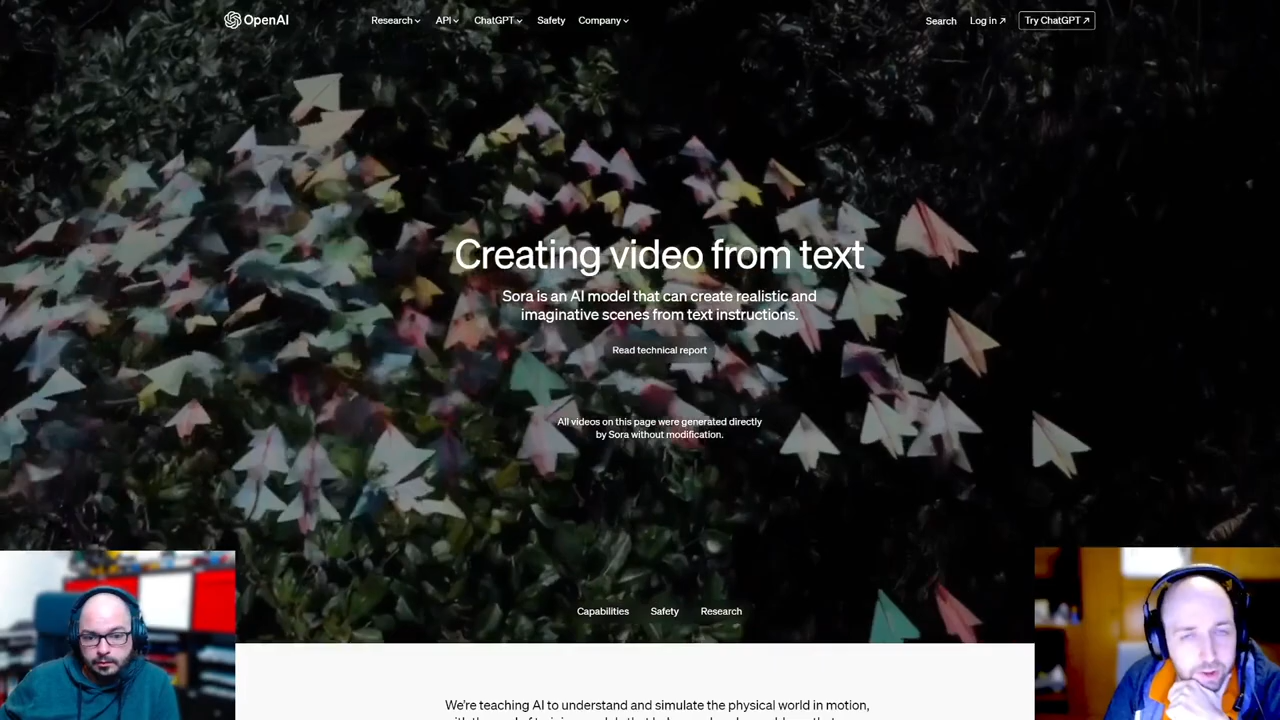 OpenAI
Research API ChatGPT Safety Company
Search Log in ↗ Try ChatGPT ↗
Creating video from text
Sora is an AI model that can create realistic and
imaginative scenes from text instructions.
Read technical report
All videos on this page were generated directly
by Sora without modification.
Capabilities Safety Research
We're teaching AI to understand and simulate the physical world in motion,